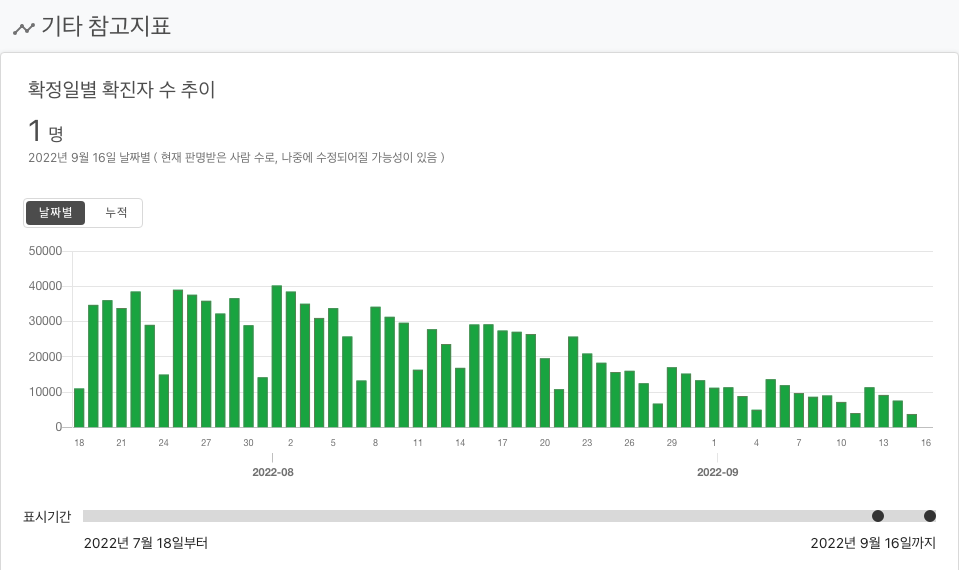 기타 참고지표
확정일별 확진자 수 추이
1 명
2022년 9월 16일 날짜별 ( 현재 판명받은 사람 수로, 나중에 수정되어질 가능성이 있음 )
날짜별 누적
50000
40000
30000
20000
10000
0
18 21 24 27 30 2 5 8 11 14 17 20 23 26 29 1 4 7 10 13 16
2022-08 2022-09
표시기간
2022년 7월 18일부터 2022년 9월 16일까지